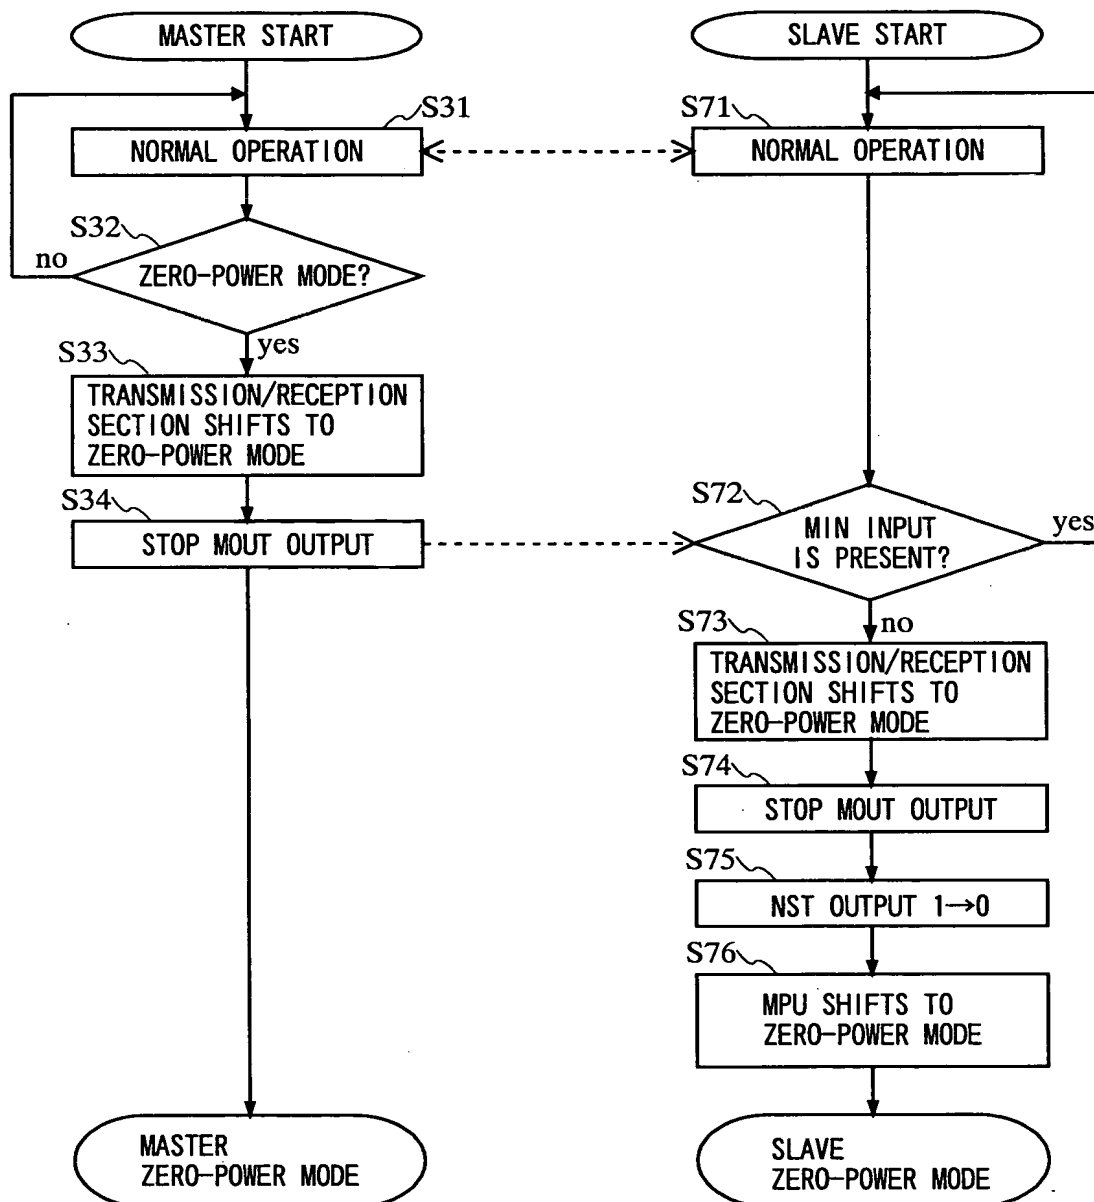 MASTER START
S31
NORMAL OPERATION
S32
no
ZERO-POWER MODE?
yes
S33
TRANSMISSION/RECEPTION
SECTION SHIFTS TO
ZERO-POWER MODE
S34
STOP MOUT OUTPUT
MASTER
ZERO-POWER MODE
SLAVE START
S71
NORMAL OPERATION
S72
MIN INPUT
IS PRESENT?
yes
no
S73
TRANSMISSION/RECEPTION
SECTION SHIFTS TO
ZERO-POWER MODE
S74
STOP MOUT OUTPUT
S75
NST OUTPUT 1→0
S76
MPU SHIFTS TO
ZERO-POWER MODE
SLAVE
ZERO-POWER MODE